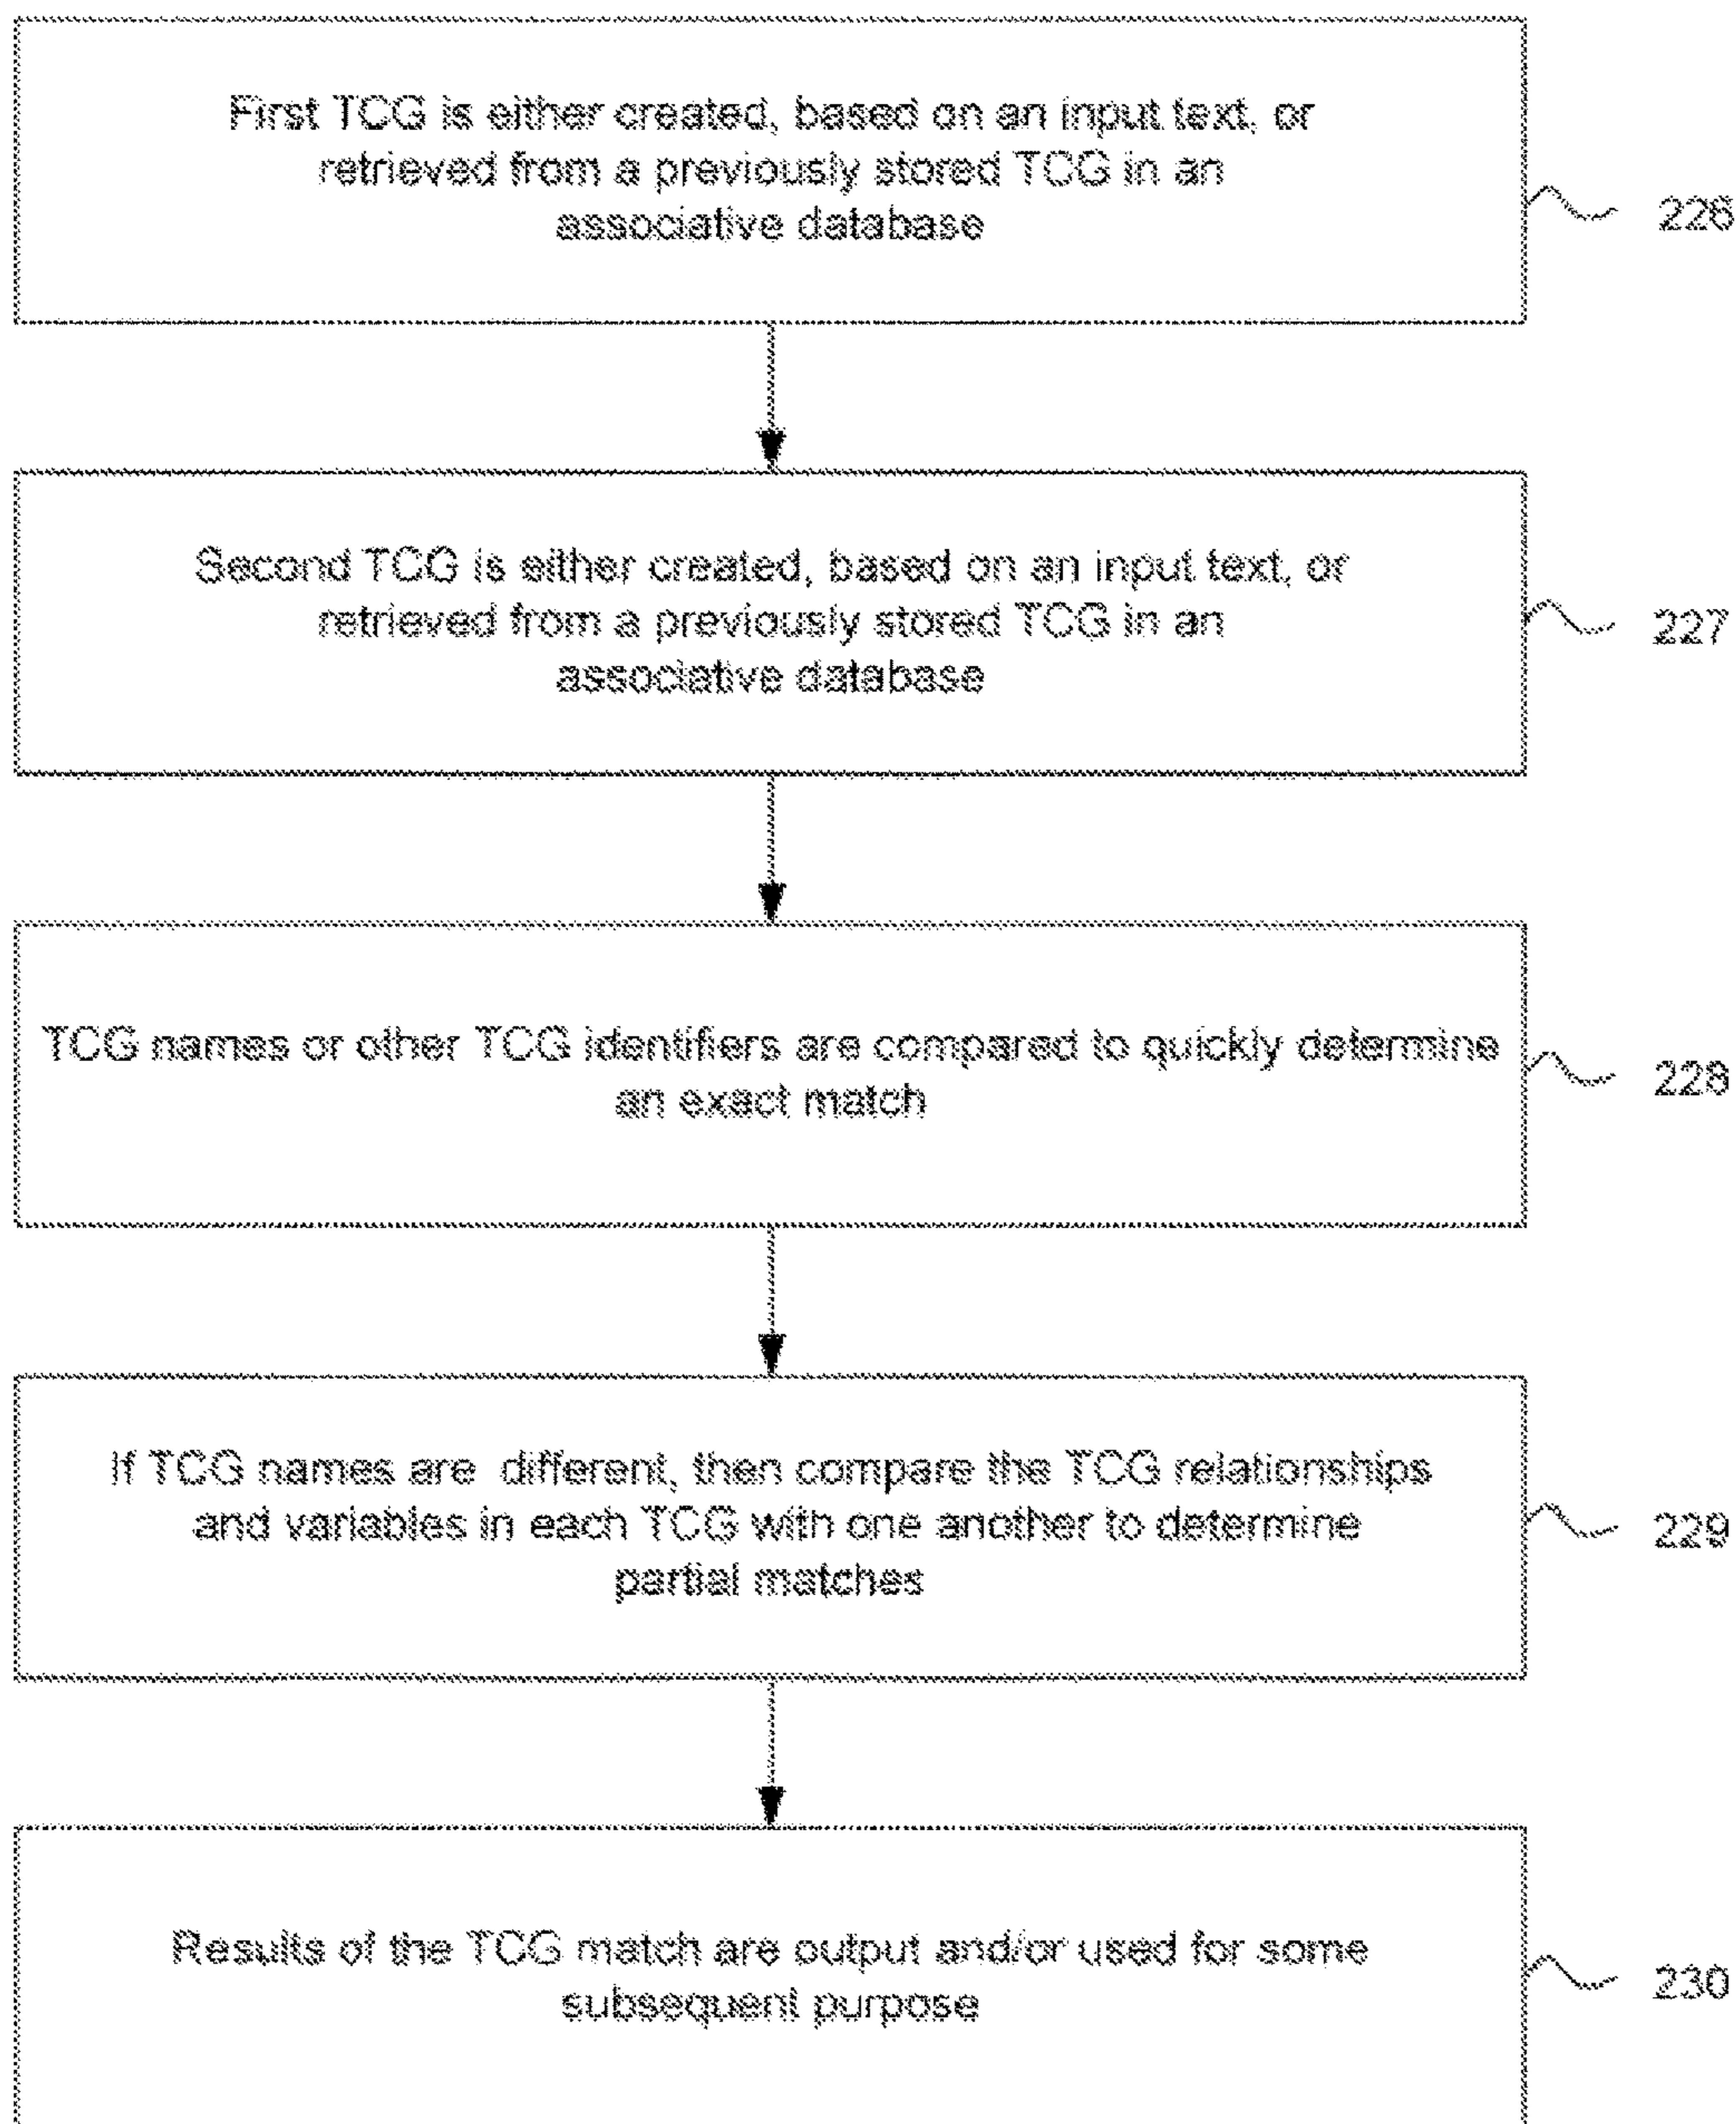 First TCG is either created, based on an input text, or
retrieved from a previously stored TCG in an
associative database
226
Second TCG is either created, based on an input text, or
retrieved from a previously stored TCG in an
associative database
227
TCG names or other TCG identifiers are compared to quickly determine
an exact match
228
If TCG names are different, then compare the TCG relationships
and variables in each TCG with one another to determine
partial matches
229
Results of the TCG match are output and/or used for some
subsequent purpose
230